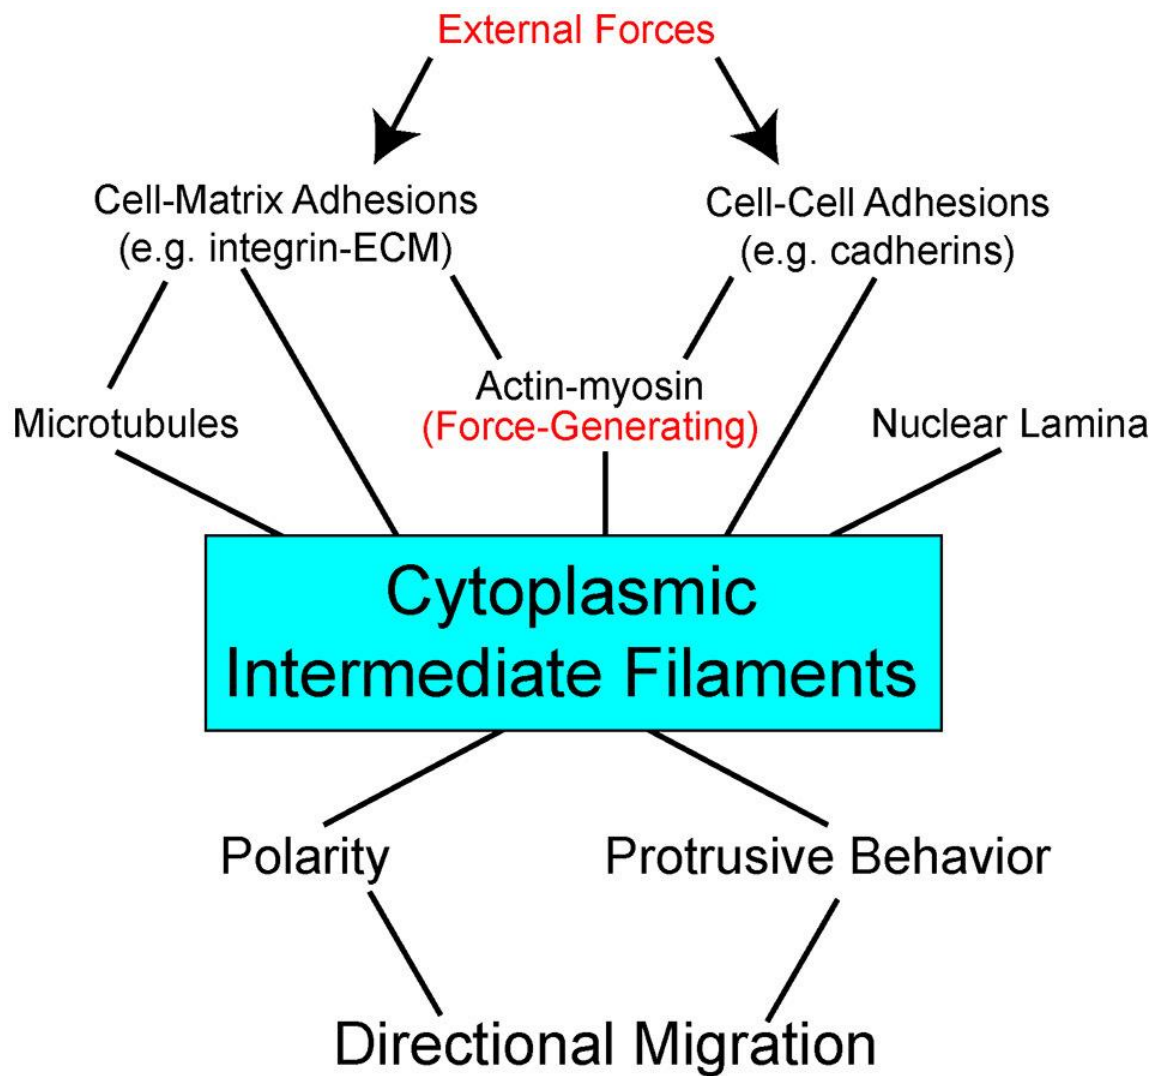 External Forces
Cell-Matrix Adhesions
(e.g. integrin-ECM)
Cell-Cell Adhesions
(e.g. cadherins)
Microtubules
Actin-myosin
(Force-Generating)
Nuclear Lamina
Cytoplasmic
Intermediate Filaments
Polarity
Protrusive Behavior
Directional Migration